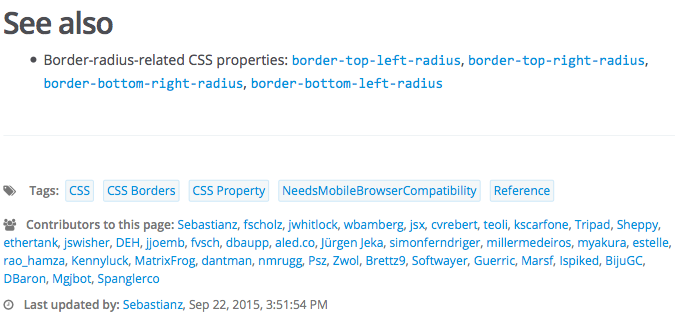 See also
Border-radius-related CSS properties: border-top-left-radius, border-top-right-radius,
border-bottom-right-radius, border-bottom-left-radius
Tags: CSS CSS Borders CSS Property NeedsMobileBrowserCompatibility Reference
Contributors to this page: Sebastianz, fscholz, jwhitlock, wbamberg, jsx, cvrebert, teoli, kscarfone, Tripad, Sheppy,
ethertank, jswisher, DEH, jjoemb, fvsch, dbaupp, aled.co, Jürgen Jeka, simonferndriger, millermedeiros, myakura, estelle,
rao_hamza, Kennyluck, MatrixFrog, dantman, nmrugg, Psz, Zwol, Brettz9, Softwayer, Guerric, Marsf, Ispiked, BijuGC,
DBaron, Mgjbot, Spanglerco
Last updated by: Sebastianz, Sep 22, 2015, 3:51:54 PM